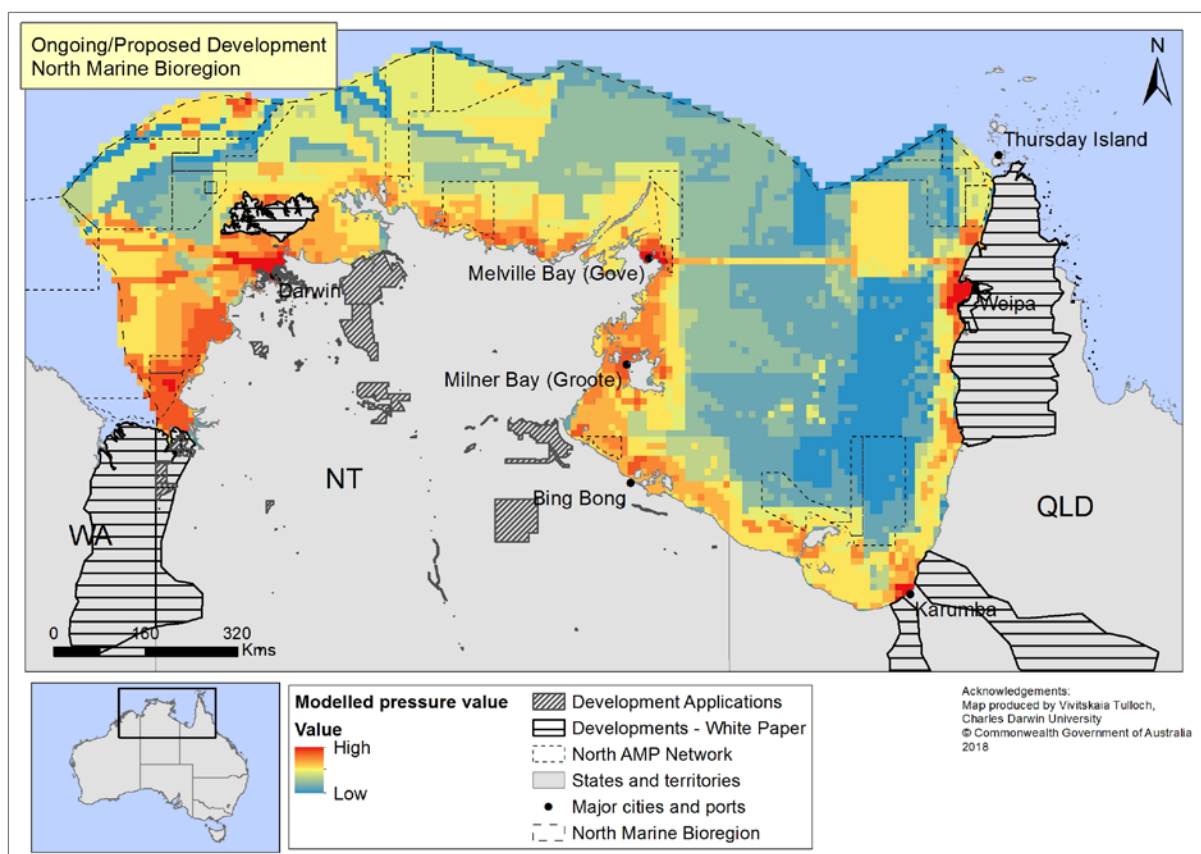 Ongoing/Proposed Development
North Marine Bioregion
N
Thursday Island
Melville Bay (Gove)
Darwin
Weipa
Milner Bay (Groote)
NT
Bing Bong
QLD
WA
Karumba
0 160 320
Kms
Modelled pressure value
Value
High
Low
Development Applications
Developments - White Paper
North AMP Network
States and territories
Major cities and ports
North Marine Bioregion
Acknowledgements:
Map produced by Vivitskaia Tulloch,
Charles Darwin University
© Commonwealth Government of Australia
2018